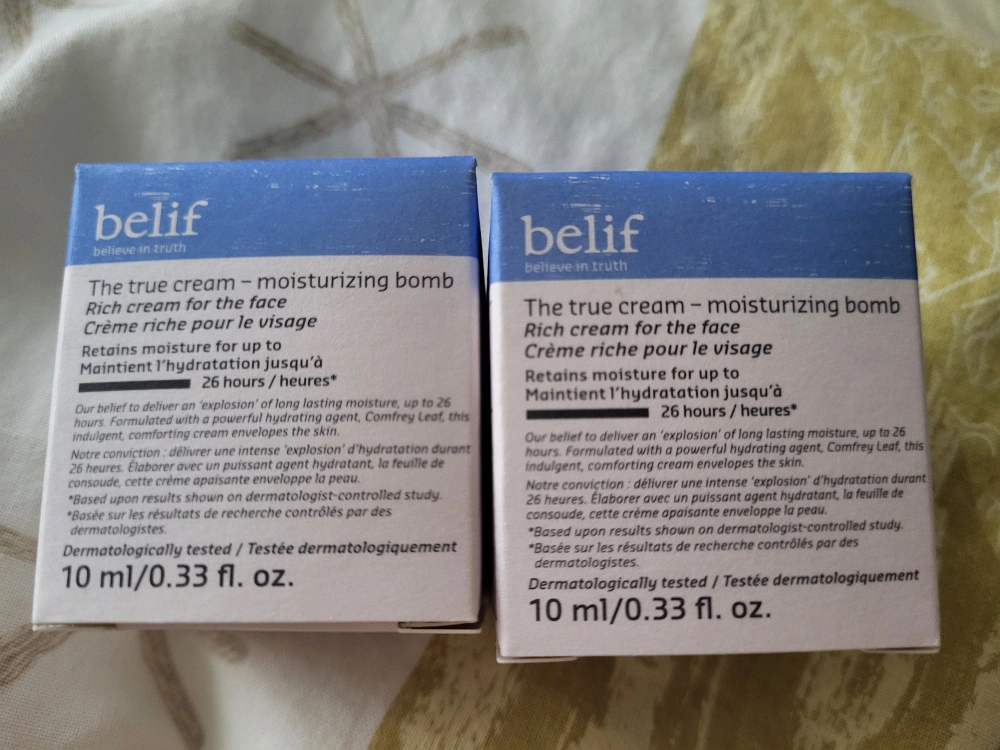 belif
believe in truth
The true cream – moisturizing bomb
Rich cream for the face
Crème riche pour le visage
Retains moisture for up to
Maintient l'hydratation jusqu'à
26 hours / heures*
Our belief to deliver an 'explosion' of long lasting moisture, up to 26
hours. Formulated with a powerful hydrating agent, Comfrey Leaf, this
indulgent, comforting cream envelopes the skin.
Notre conviction : délivrer une intense 'explosion' d'hydratation durant
26 heures. Élaborer avec un puissant agent hydratant, la feuille de
consoude, cette crème apaisante enveloppe la peau.
*Based upon results shown on dermatologist-controlled study.
*Basée sur les résultats de recherche contrôlés par des
dermatologistes.
Dermatologically tested / Testée dermatologiquement
10 ml/0.33 fl. oz.
belif
believe in truth
The true cream – moisturizing bomb
Rich cream for the face
Crème riche pour le visage
Retains moisture for up to
Maintient l'hydratation jusqu'à
26 hours / heures*
Our belief to deliver an 'explosion' of long lasting moisture, up to 26
hours. Formulated with a powerful hydrating agent, Comfrey Leaf, this
indulgent, comforting cream envelopes the skin.
Notre conviction : délivrer une intense 'explosion' d'hydratation durant
26 heures. Élaborer avec un puissant agent hydratant, la feuille de
consoude, cette crème apaisante enveloppe la peau.
*Based upon results shown on dermatologist-controlled study.
*Basée sur les résultats de recherche contrôlés par des
dermatologistes.
Dermatologically tested / Testée dermatologiquement
10 ml/0.33 fl. oz.